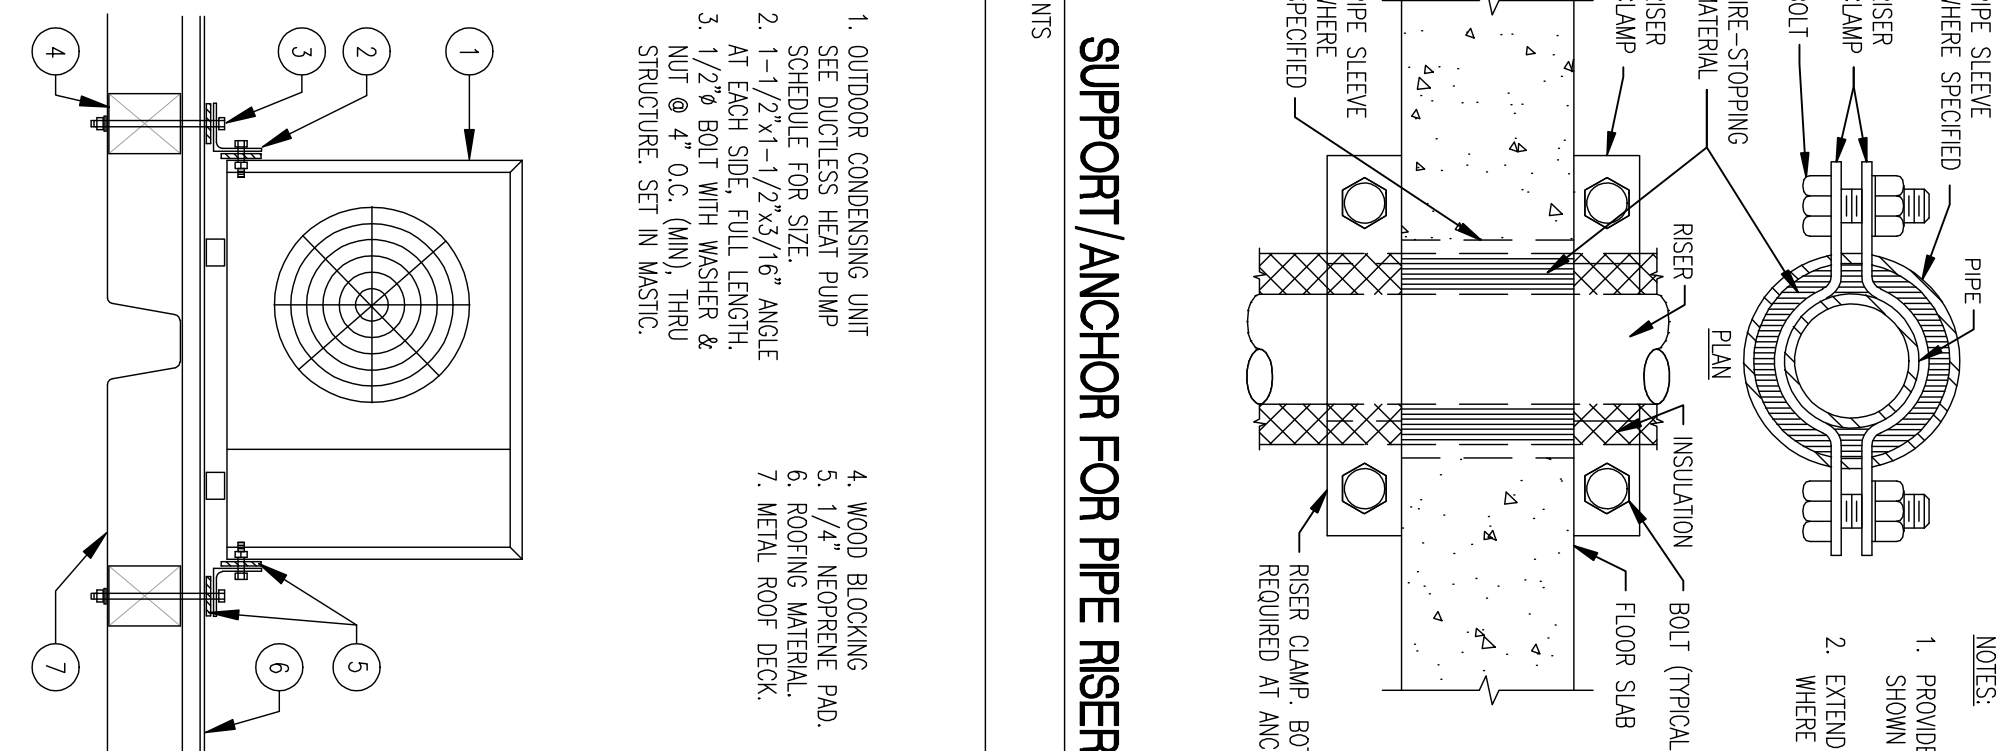 PIPE SLEEVE
WHERE SPECIFIED
PIPE
ISER
CLAMP
BOLT
IRE-STOPPING
MATERIAL
PLAN
NOTES:
1. PROVIDE
SHOWN
2. EXTEND
WHERE
RISER
INSULATION
BOLT (TYPICAL
FLOOR SLAB
ISER
CLAMP
PIPE SLEEVE
WHERE
SPECIFIED
RISER CLAMP. BOT
REQUIRED AT ANC
SUPPORT/ANCHOR FOR PIPE RISER
NTS
1. OUTDOOR CONDENSING UNIT
SEE DUCTLESS HEAT PUMP
SCHEDULE FOR SIZE.
2. 1-1/2"x1-1/2"x3/16" ANGLE
AT EACH SIDE, FULL LENGTH.
3. 1/2"ø BOLT WITH WASHER &
NUT @ 4" O.C. (MIN), THRU
STRUCTURE. SET IN MASTIC.
4. WOOD BLOCKING
5. 1/4" NEOPRENE PAD.
6. ROOFING MATERIAL.
7. METAL ROOF DECK.
1
2
3
4
5
6
7